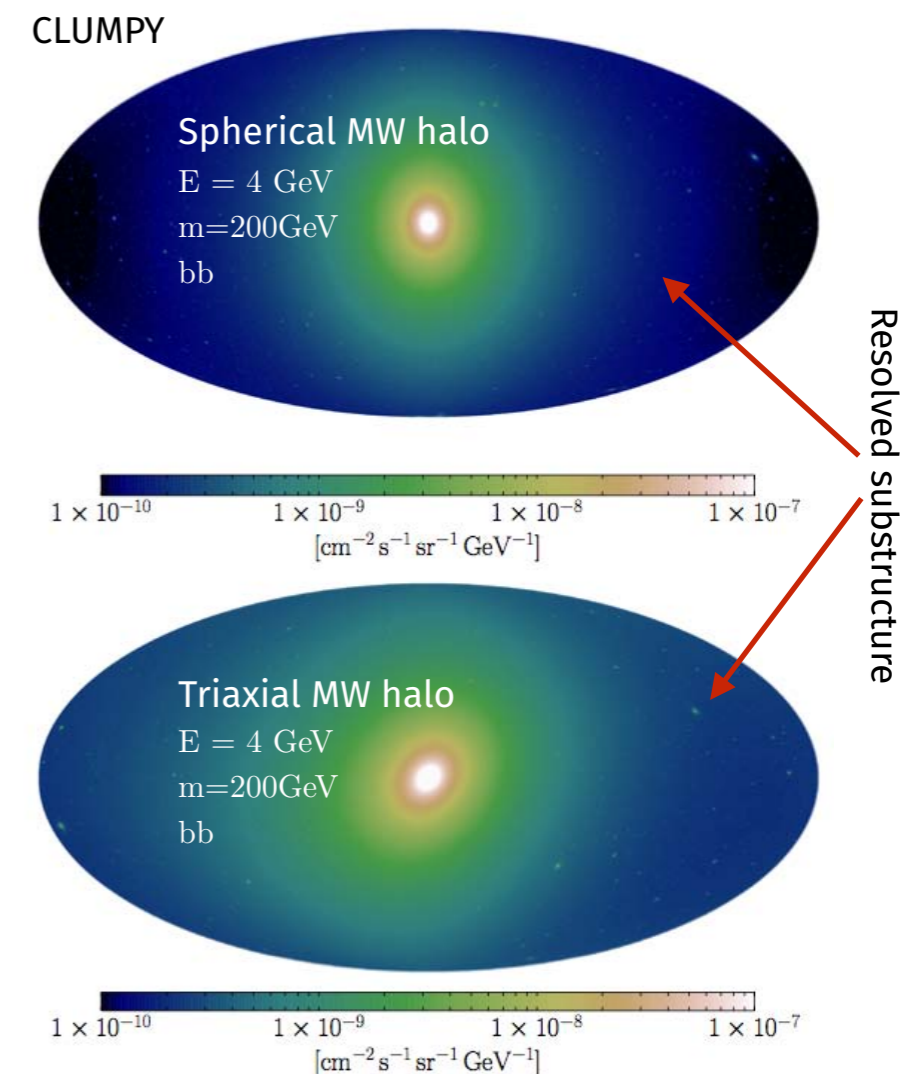 CLUMPY
Spherical MW halo
E = 4 GeV
m=200GeV
bb
1 × 10⁻¹⁰ 1 × 10⁻⁹ 1 × 10⁻⁸ 1 × 10⁻⁷
[cm⁻² s⁻¹ sr⁻¹ GeV⁻¹]
Resolved substructure
Triaxial MW halo
E = 4 GeV
m=200GeV
bb
1 × 10⁻¹⁰ 1 × 10⁻⁹ 1 × 10⁻⁸ 1 × 10⁻⁷
[cm⁻² s⁻¹ sr⁻¹ GeV⁻¹]